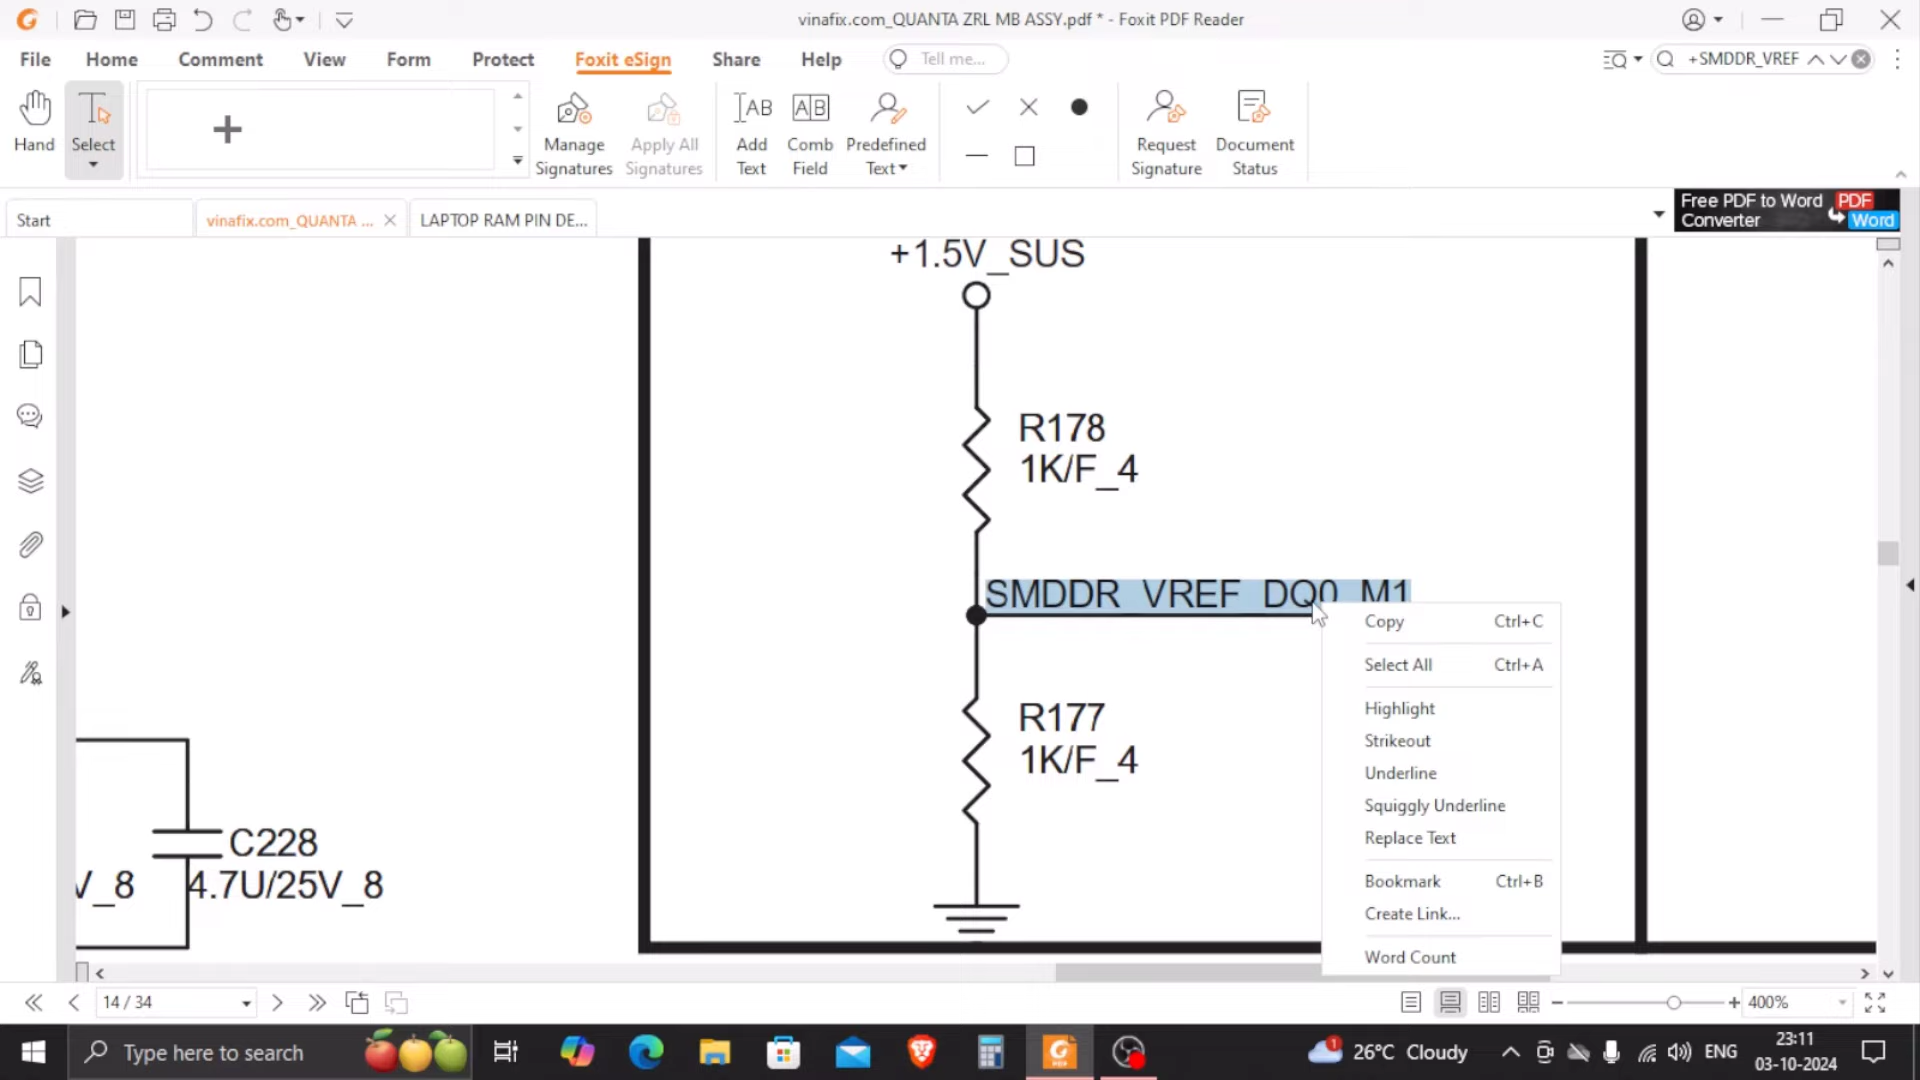 vinafix.com_QUANTA ZRL MB ASSY.pdf * - Foxit PDF Reader
File Home Comment View Form Protect Foxit eSign Share Help Tell me... +SMDDR_VREF
Hand Select Manage Signatures Apply All Signatures Add Text Comb Field Predefined Text Request Signature Document Status
Start vinafix.com_QUANTA ... LAPTOP RAM PIN DE...
Free PDF to Word Converter PDF Word
+1.5V_SUS
R178
1K/F_4
SMDDR_VREF_DQ0_M1
R177
1K/F_4
C228
V_8 4.7U/25V_8
Copy Ctrl+C
Select All Ctrl+A
Highlight
Strikeout
Underline
Squiggly Underline
Replace Text
Bookmark Ctrl+B
Create Link...
Word Count
14 / 34 400%
Type here to search 1 26°C Cloudy ENG 23:11
03-10-2024